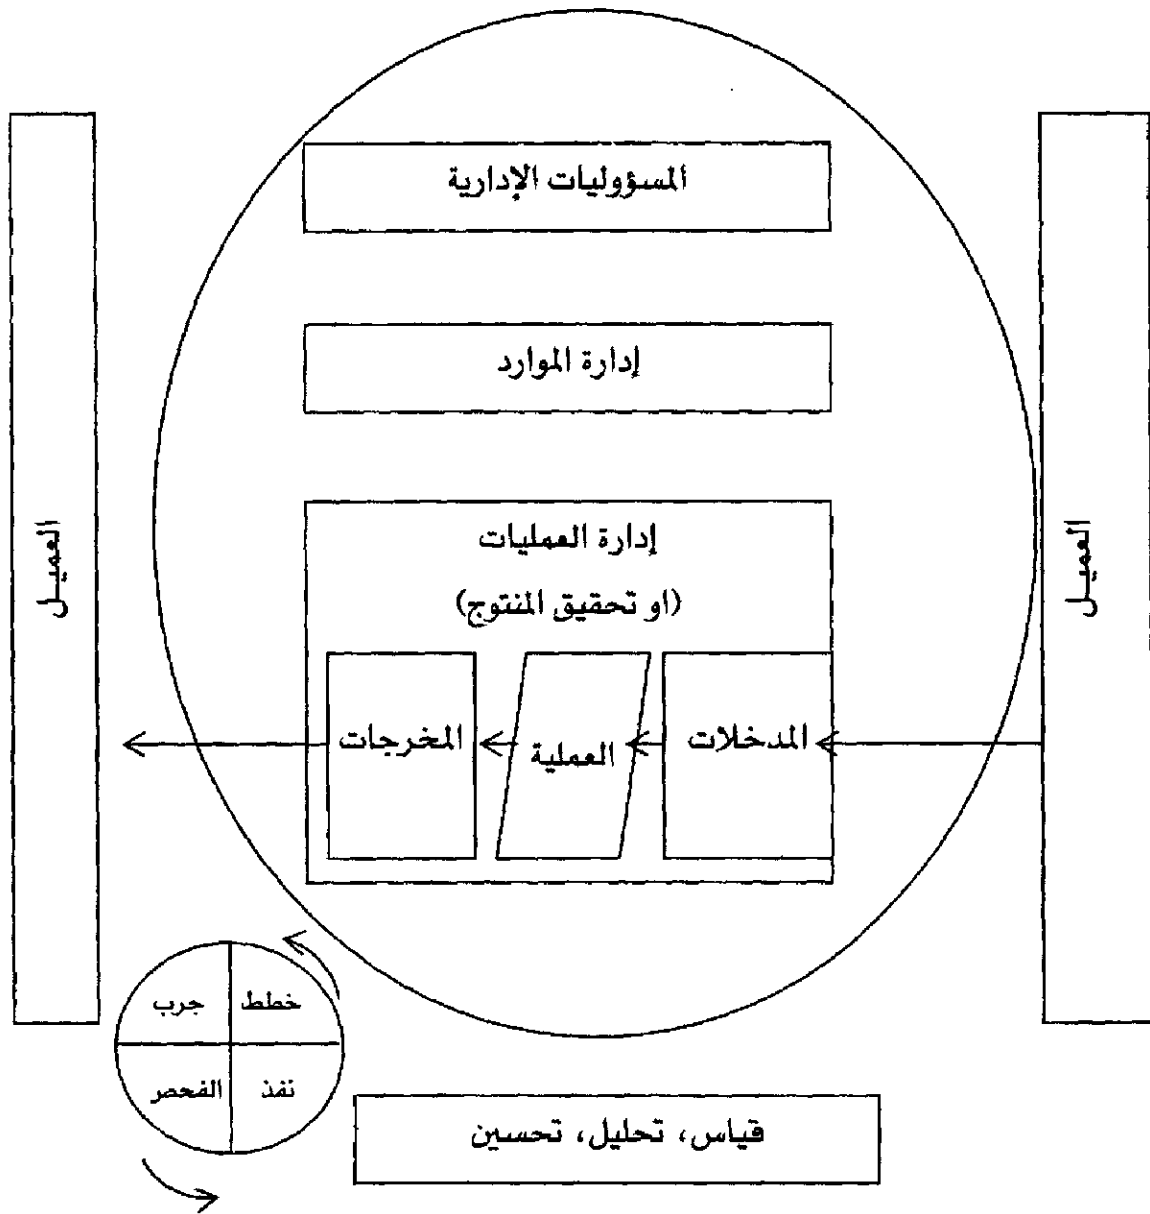 المسؤوليات الإدارية
إدارة الموارد
العميل
العميل
إدارة العمليات
(او تحقيق المنتوج)
المدخلات
العملية
المخرجات
خطط
جرب
نفذ
الفحص
قياس، تحليل، تحسين